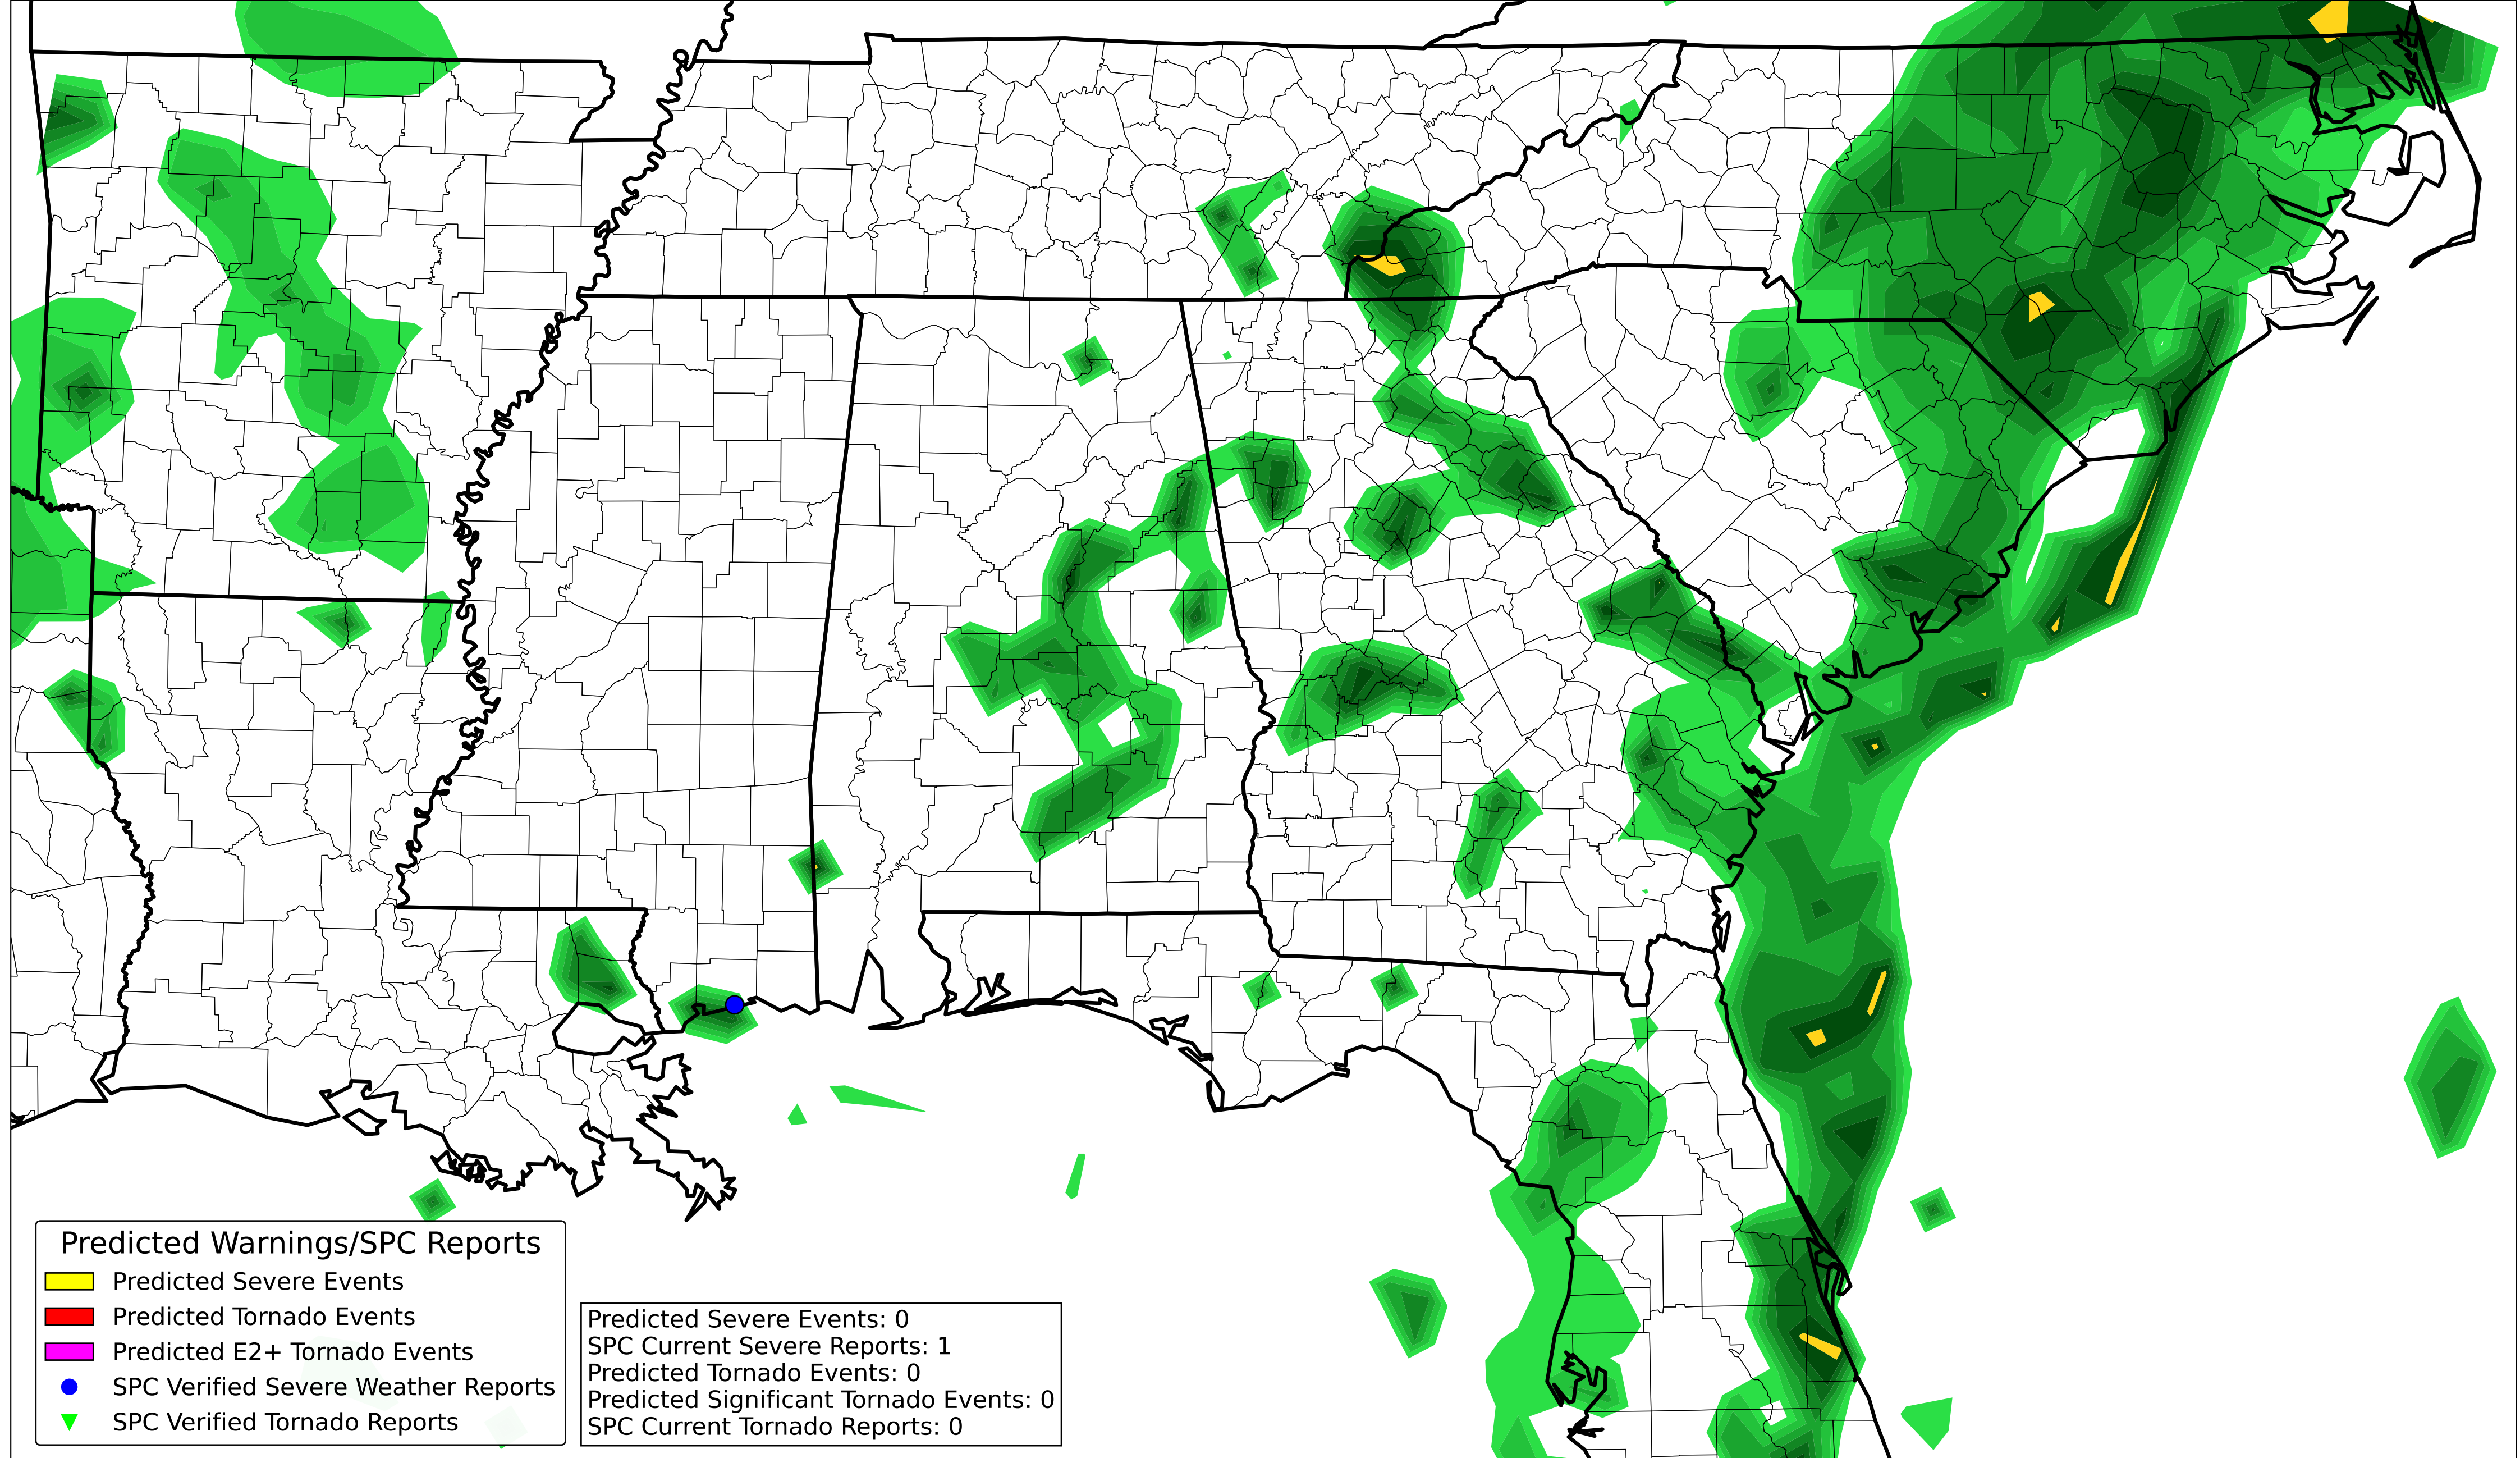 Predicted Warnings/SPC Reports
Predicted Severe Events
Predicted Tornado Events
Predicted E2+ Tornado Events
SPC Verified Severe Weather Reports
SPC Verified Tornado Reports
Predicted Severe Events: 0
SPC Current Severe Reports: 1
Predicted Tornado Events: 0
Predicted Significant Tornado Events: 0
SPC Current Tornado Reports: 0